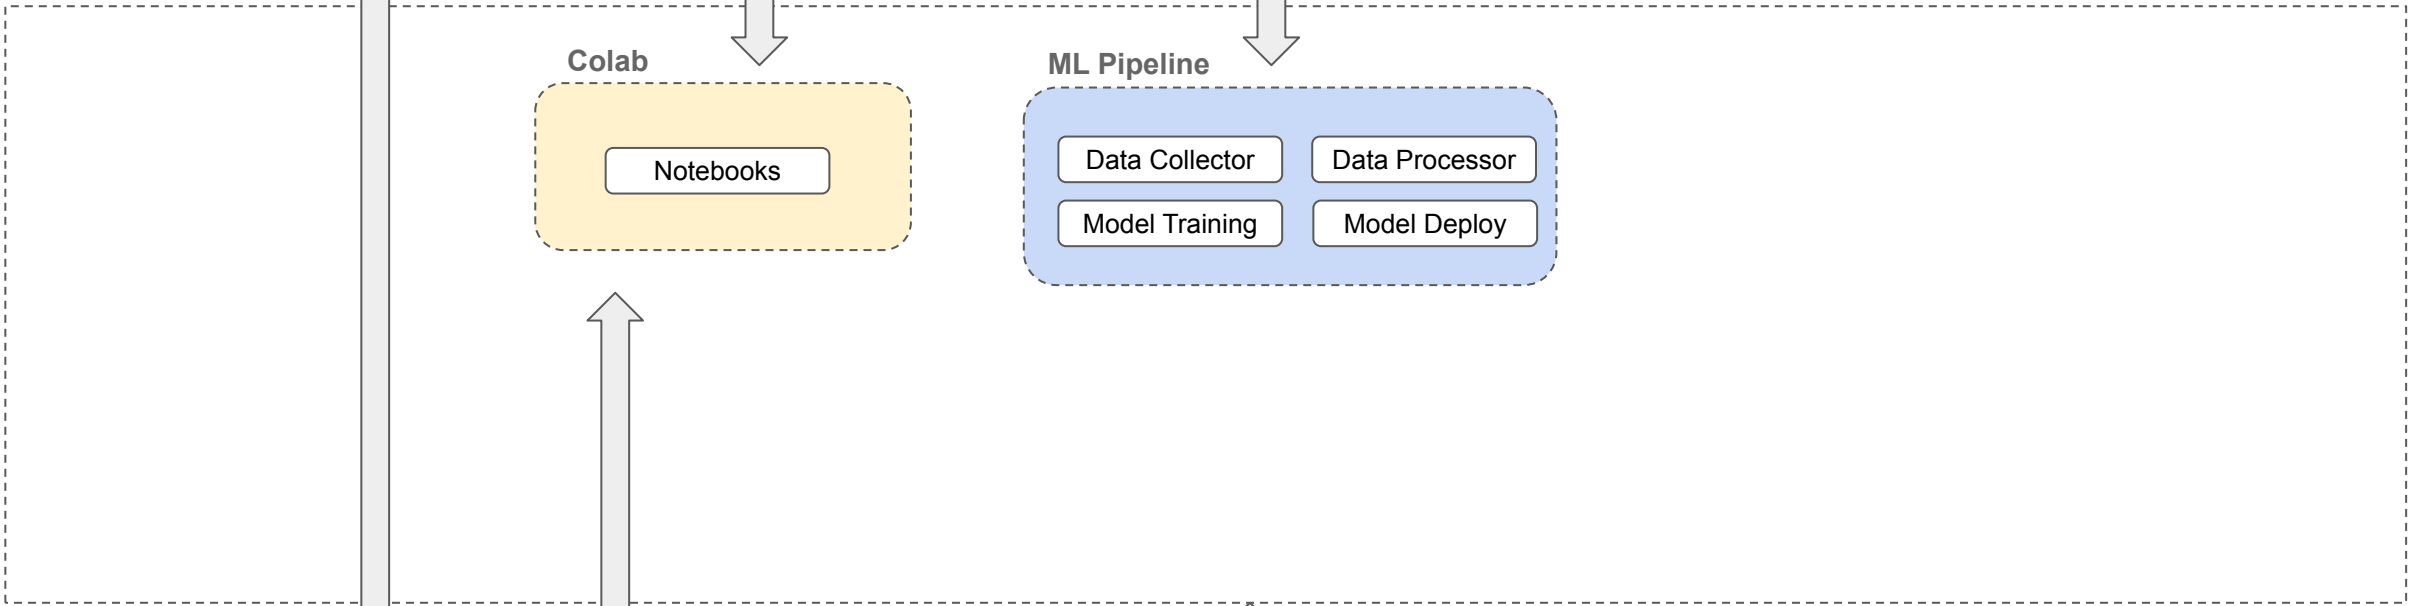 Colab
Notebooks
ML Pipeline
Data Collector
Data Processor
Model Training
Model Deploy